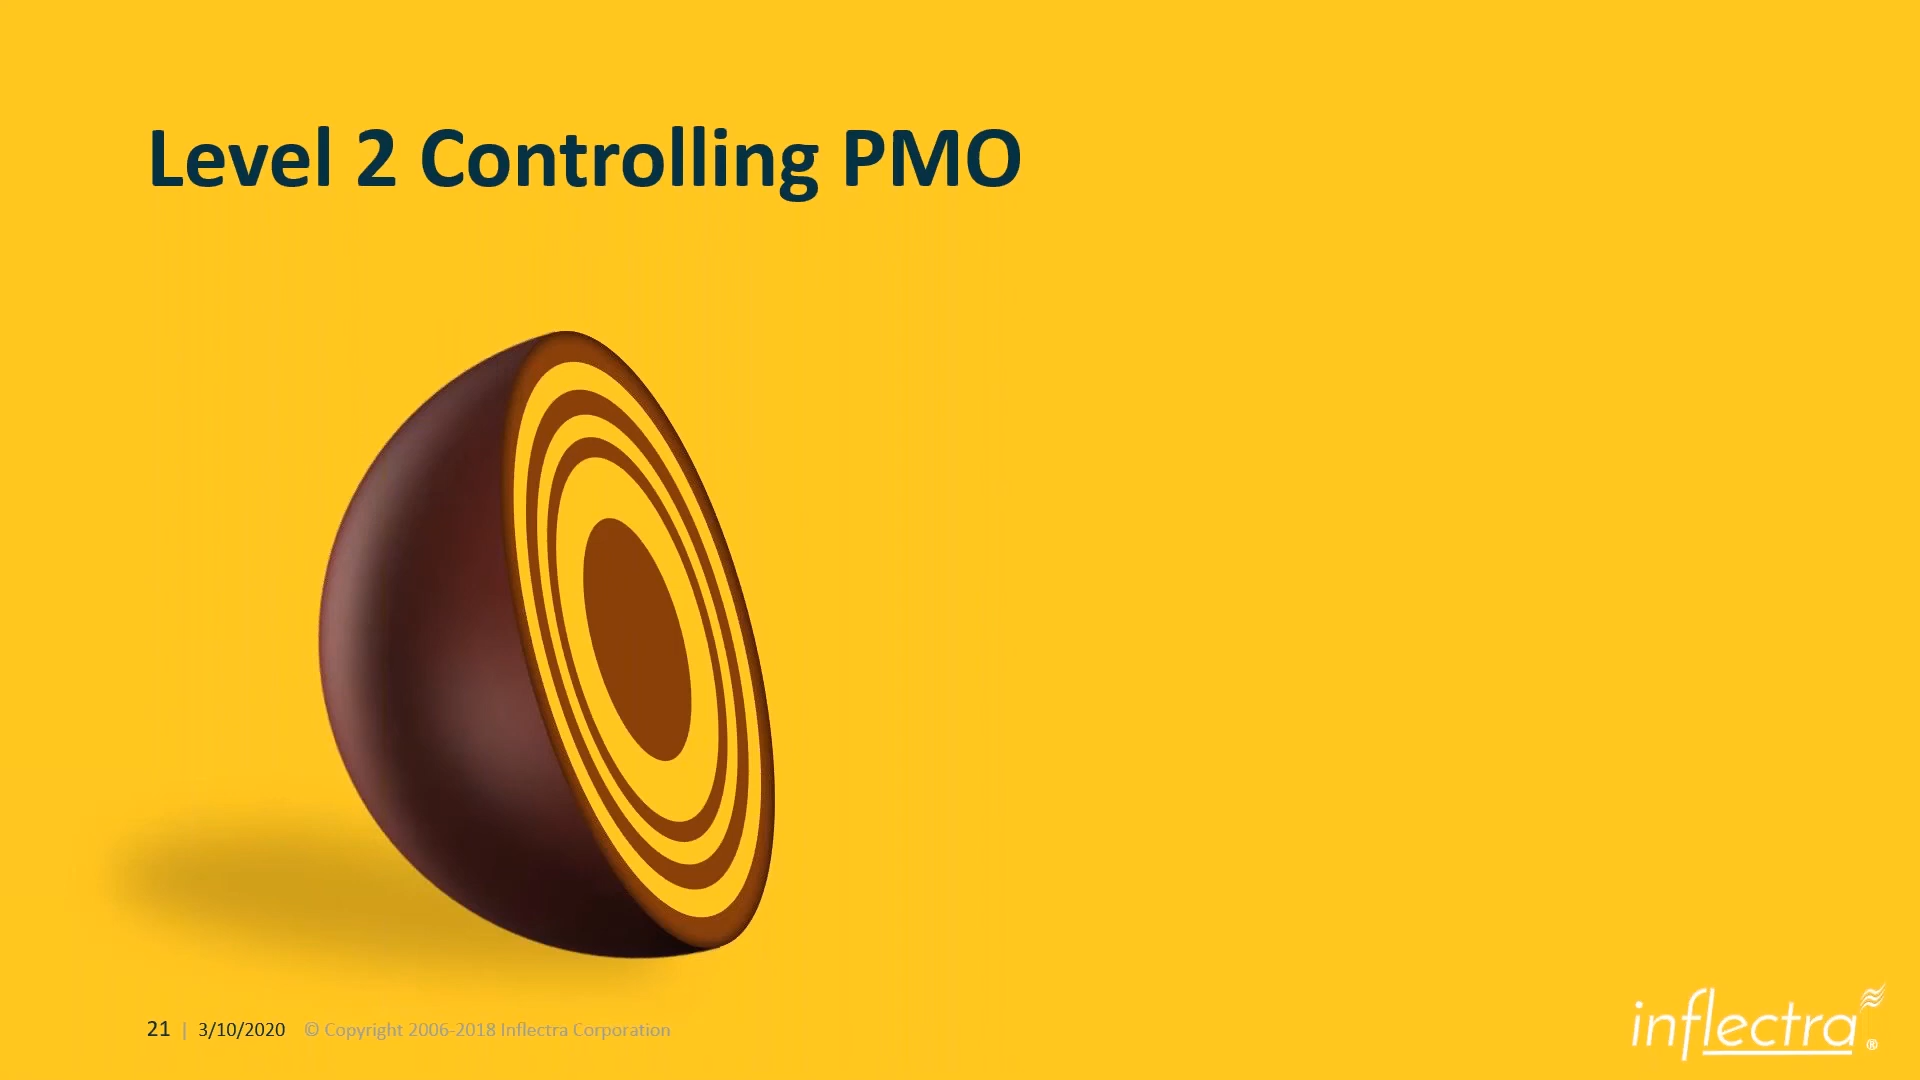 Level 2 Controlling PMO
21 | 3/10/2020 © Copyright 2006-2018 Inflectra Corporation
inflectra®